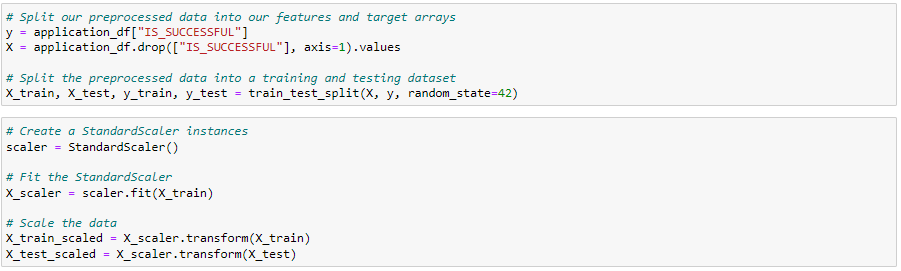 # Split our preprocessed data into our features and target arrays
y = application_df["IS_SUCCESSFUL"]
X = application_df.drop(["IS_SUCCESSFUL"], axis=1).values
# Split the preprocessed data into a training and testing dataset
X_train, X_test, y_train, y_test = train_test_split(X, y, random_state=42)
# Create a StandardScaler instances
scaler = StandardScaler()
# Fit the StandardScaler
X_scaler = scaler.fit(X_train)
# Scale the data
X_train_scaled = X_scaler.transform(X_train)
X_test_scaled = X_scaler.transform(X_test)